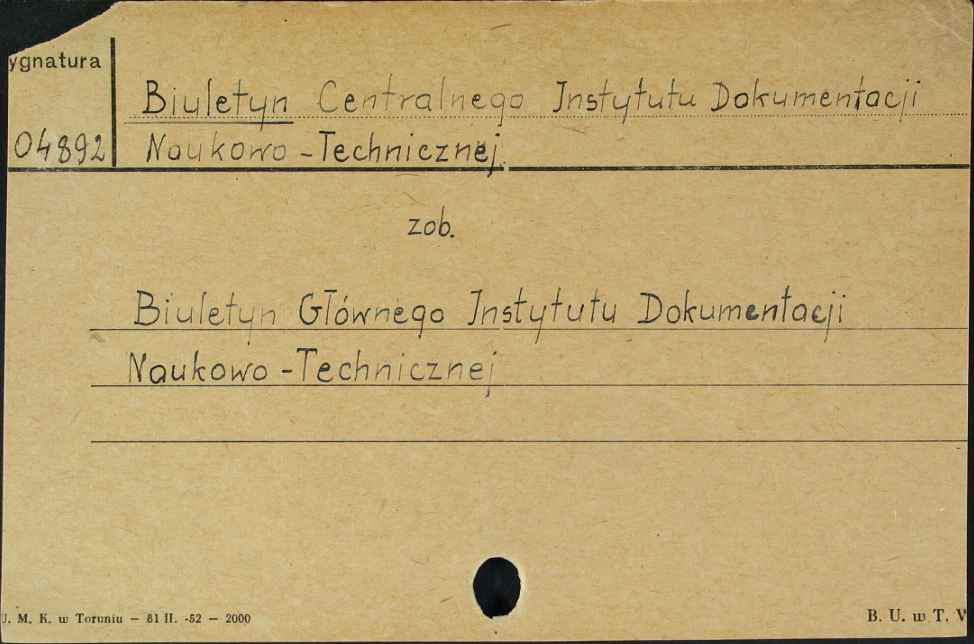 ygnatura
Biuletyn Centralnego Instytutu Dokumentacji
04892 Naukowo-Technicznej
zob.
Biuletyn Głównego Instytutu Dokumentacji
Naukowo-Technicznej
U. M. K. w Toruniu — 81 II. -52 — 2000
B. U. w T. W